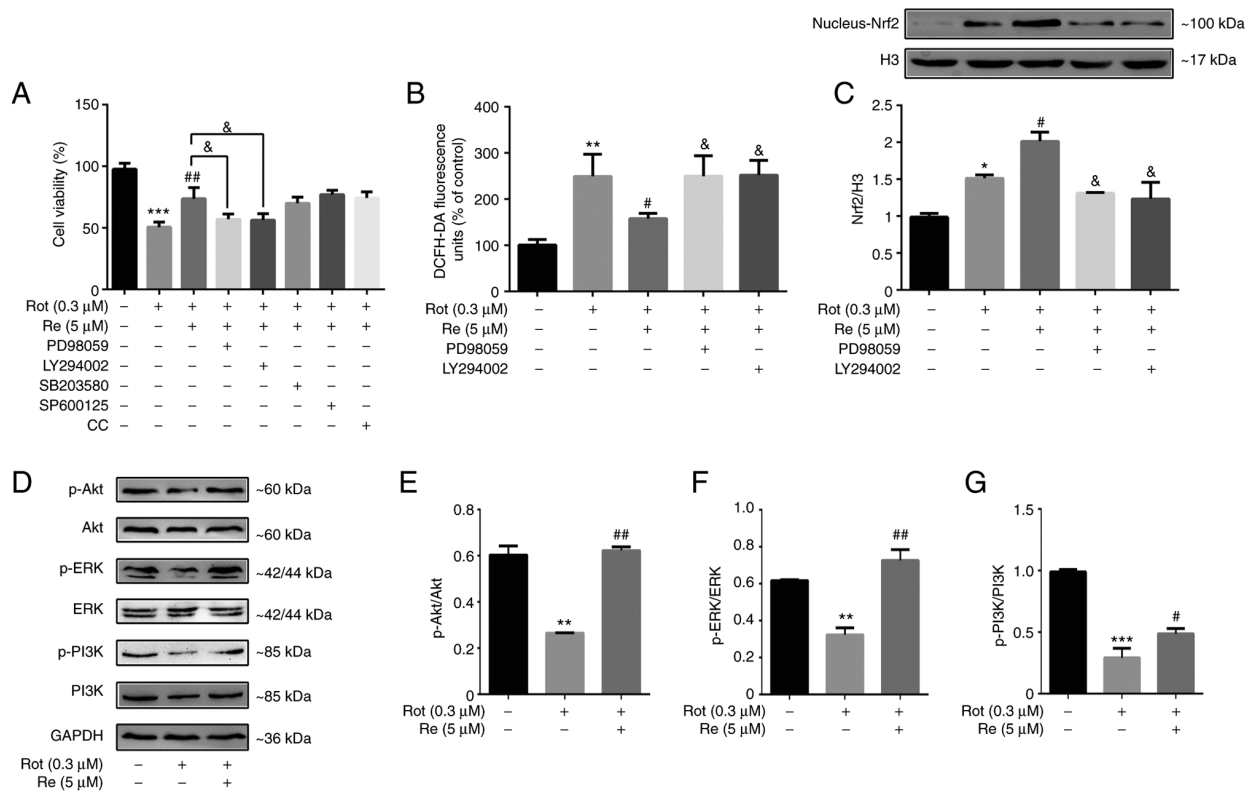 Nucleus-Nrf2 ~100 kDa
H3 ~17 kDa
A
150
100
50
0
Cell viability (%)
***
##
&
&
Rot (0.3 μM) – + + + + + + +
Re (5 μM) – – + + + + + +
PD98059 – – – + – – – –
LY294002 – – – – + – – –
SB203580 – – – – – + – –
SP600125 – – – – – – + –
CC – – – – – – – +
B
400
300
200
100
0
DCFH-DA fluorescence
units (% of control)
**
#
&
&
Rot (0.3 μM) – + + + +
Re (5 μM) – – + + +
PD98059 – – – + –
LY294002 – – – – +
C
2.5
2.0
1.5
1
0.5
0
Nrf2/H3
*
#
&
&
Rot (0.3 μM) – + + + +
Re (5 μM) – – + + +
PD98059 – – – + –
LY294002 – – – – +
D
p-Akt ~60 kDa
Akt ~60 kDa
p-ERK ~42/44 kDa
ERK ~42/44 kDa
p-PI3K ~85 kDa
PI3K ~85 kDa
GAPDH ~36 kDa
Rot (0.3 μM) – + +
Re (5 μM) – – +
E
0.8
0.6
0.4
0.2
0
p-Akt/Akt
**
##
Rot (0.3 μM) – + +
Re (5 μM) – – +
F
1.0
0.8
0.6
0.4
0.2
0
p-ERK/ERK
**
##
Rot (0.3 μM) – + +
Re (5 μM) – – +
G
1.5
1.0
0.5
0
p-PI3K/PI3K
***
#
Rot (0.3 μM) – + +
Re (5 μM) – – +